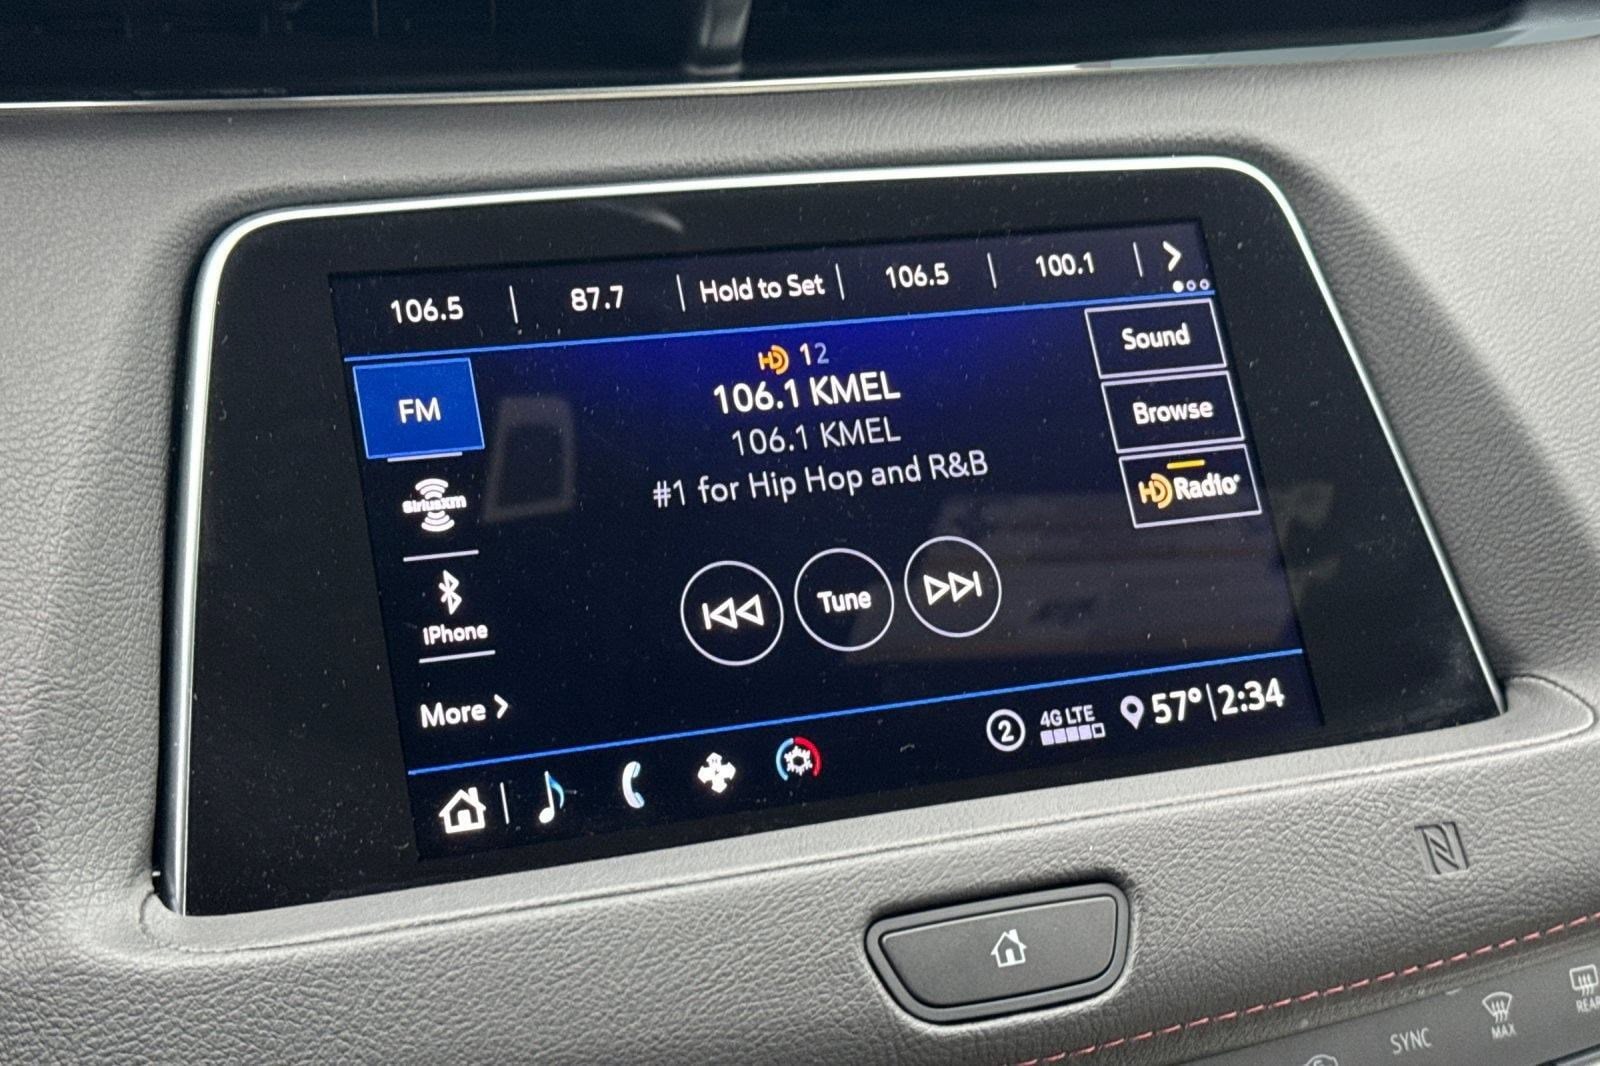 106.5 | 87.7 | Hold to Set | 106.5 | 100.1 | >
FM
HD 12
106.1 KMEL
106.1 KMEL
#1 for Hip Hop and R&B
Sound
Browse
HD Radio
siriusxm
iPhone
Tune
More >
2 4G LTE 57° | 2:34
SYNC
MAX
REAR